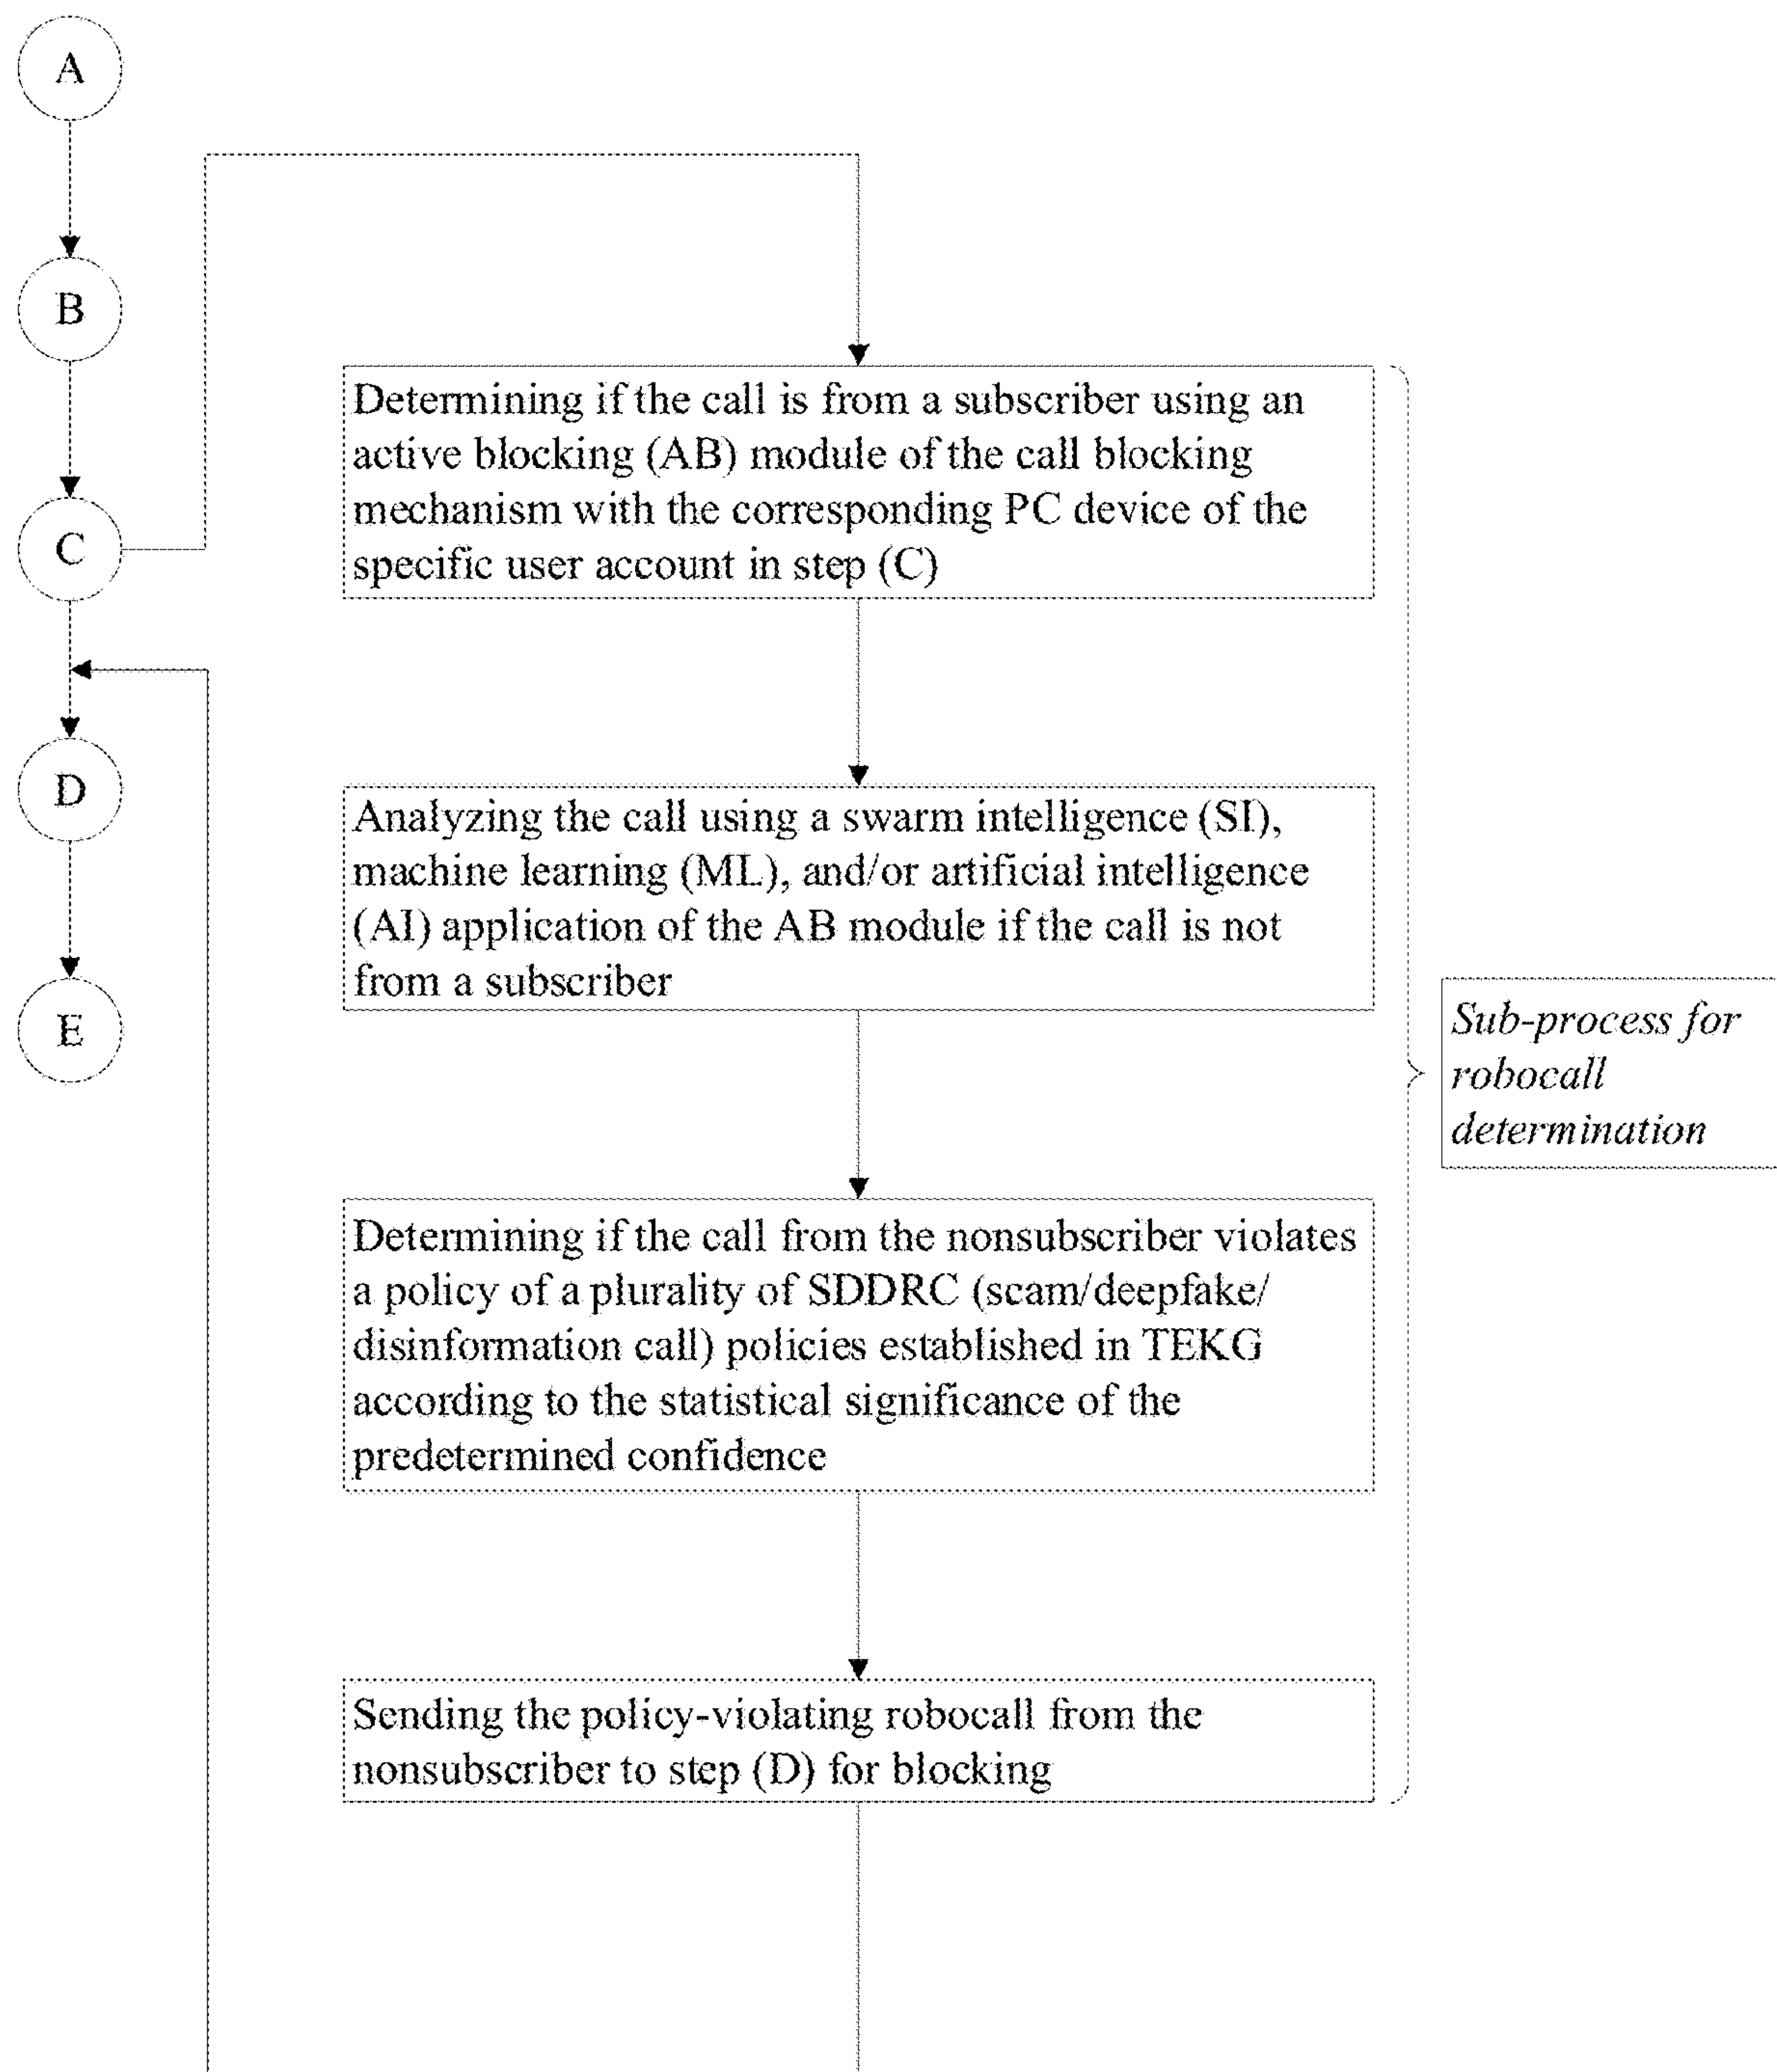 A
B
C
D
E
Determining if the call is from a subscriber using an
active blocking (AB) module of the call blocking
mechanism with the corresponding PC device of the
specific user account in step (C)
Analyzing the call using a swarm intelligence (SI),
machine learning (ML), and/or artificial intelligence
(AI) application of the AB module if the call is not
from a subscriber
Determining if the call from the nonsubscriber violates
a policy of a plurality of SDDRC (scam/deepfake/
disinformation call) policies established in TEKG
according to the statistical significance of the
predetermined confidence
Sending the policy-violating robocall from the
nonsubscriber to step (D) for blocking
Sub-process for
robocall
determination